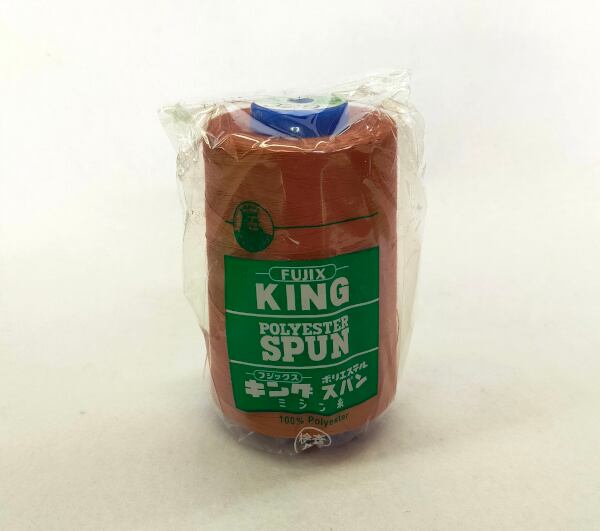 FUJIX
KING
POLYESTER
SPUN
フジックス
キング
ポリエステル
スパン
ミシン糸
100% Polyester